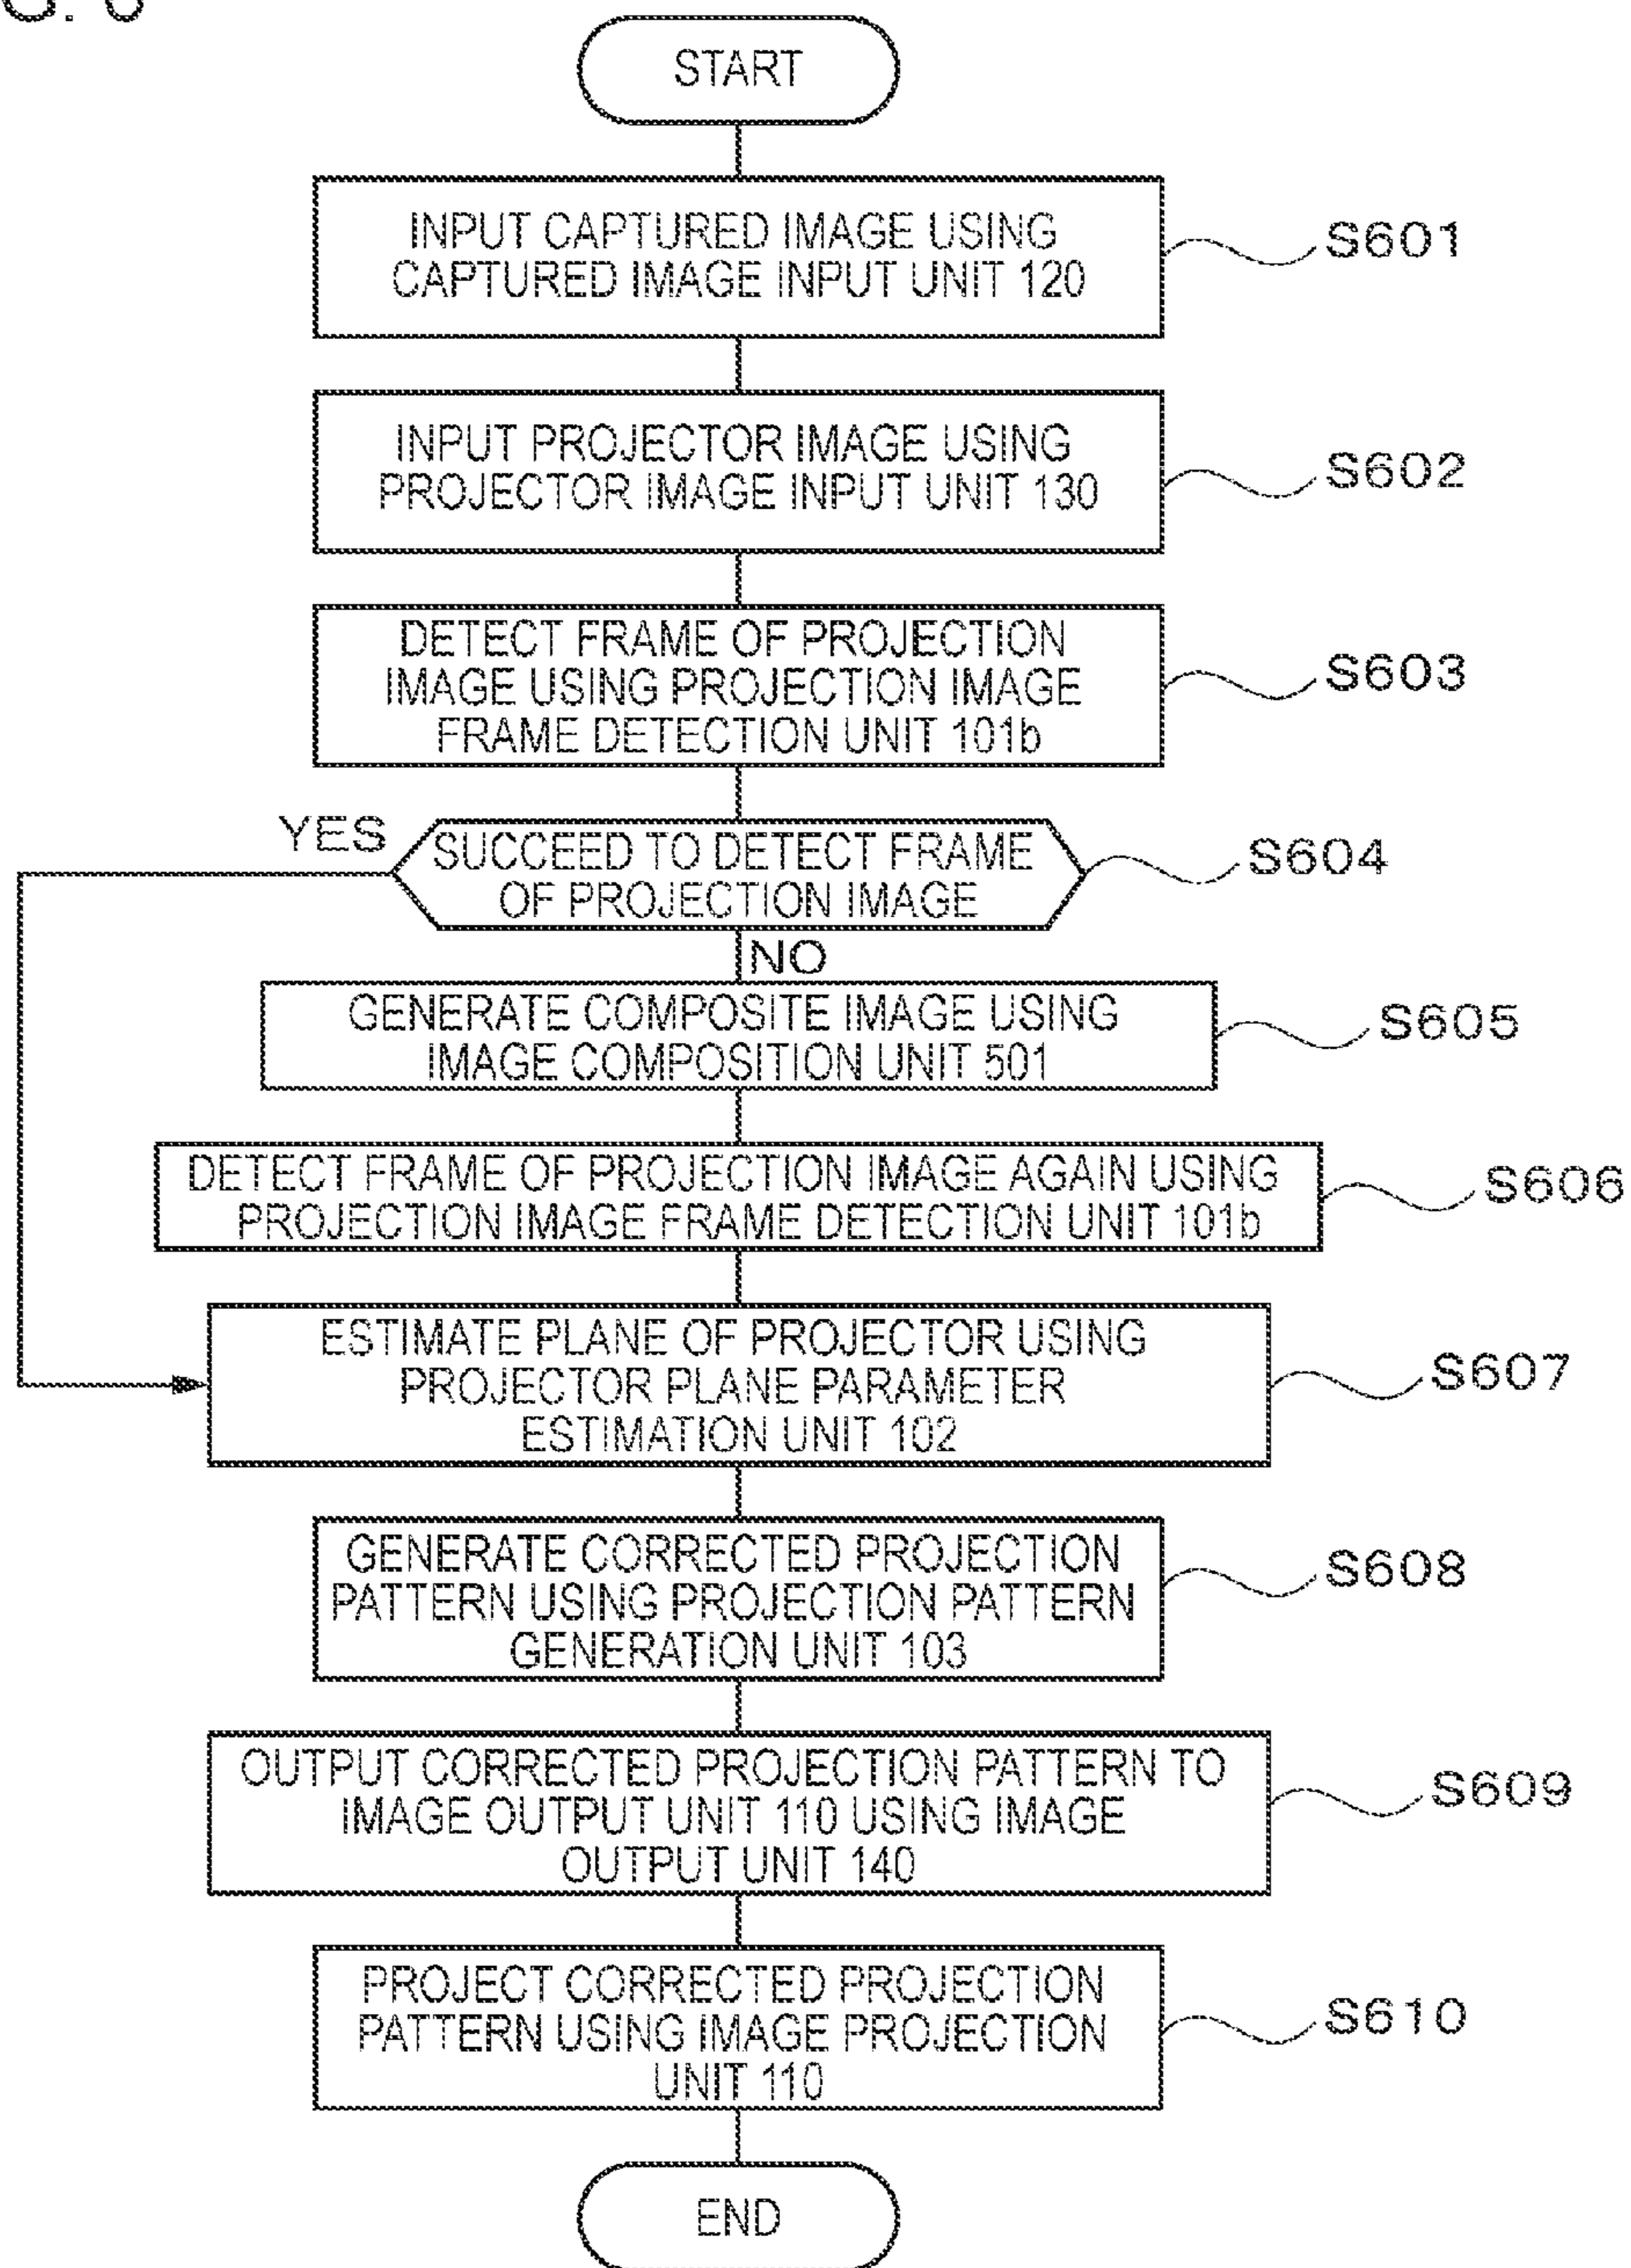 START
INPUT CAPTURED IMAGE USING
CAPTURED IMAGE INPUT UNIT 120
S601
INPUT PROJECTOR IMAGE USING
PROJECTOR IMAGE INPUT UNIT 130
S602
DETECT FRAME OF PROJECTION
IMAGE USING PROJECTION IMAGE
FRAME DETECTION UNIT 101b
S603
YES
SUCCEED TO DETECT FRAME
OF PROJECTION IMAGE
S604
NO
GENERATE COMPOSITE IMAGE USING
IMAGE COMPOSITION UNIT 501
S605
DETECT FRAME OF PROJECTION IMAGE AGAIN USING
PROJECTION IMAGE FRAME DETECTION UNIT 101b
S606
ESTIMATE PLANE OF PROJECTOR USING
PROJECTOR PLANE PARAMETER
ESTIMATION UNIT 102
S607
GENERATE CORRECTED PROJECTION
PATTERN USING PROJECTION PATTERN
GENERATION UNIT 103
S608
OUTPUT CORRECTED PROJECTION PATTERN TO
IMAGE OUTPUT UNIT 110 USING IMAGE
OUTPUT UNIT 140
S609
PROJECT CORRECTED PROJECTION
PATTERN USING IMAGE PROJECTION
UNIT 110
S610
END